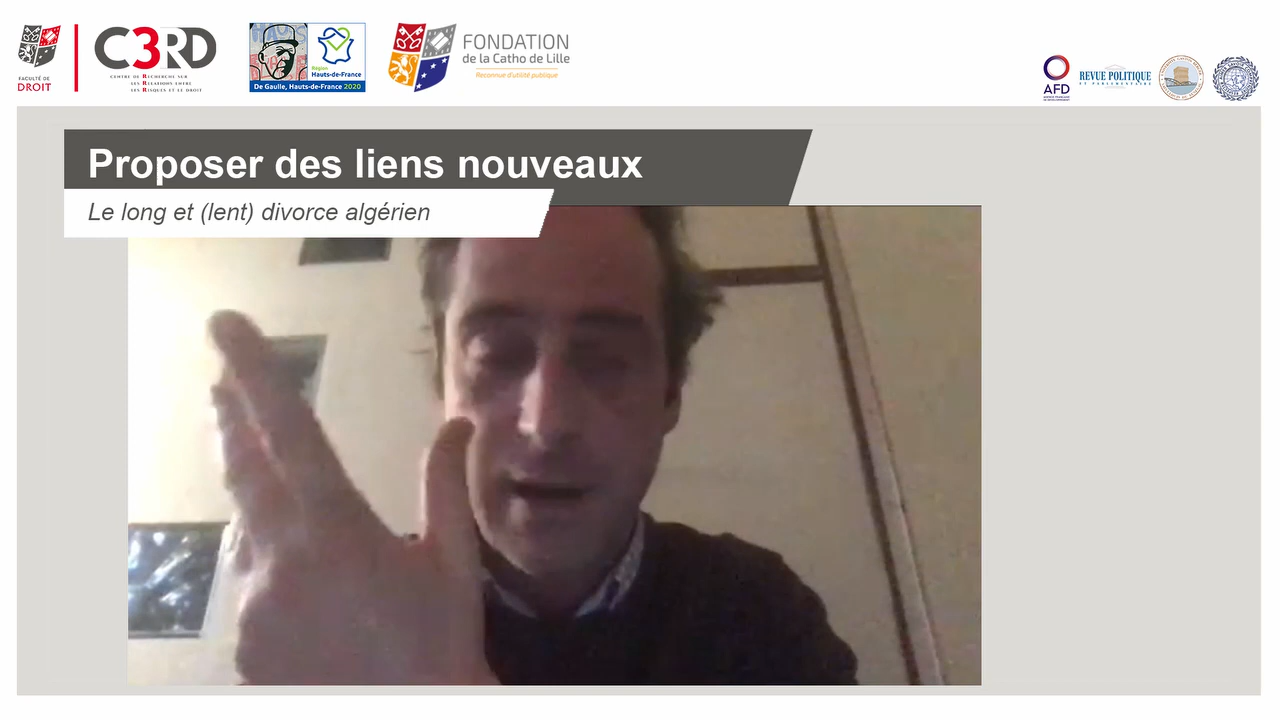 FACULTÉ DE
DROIT
C3RD
CENTRE DE RECHERCHE SUR
LES RELATIONS ENTRE
LES RISQUES ET LE DROIT
Région
Hauts-de-France
De Gaulle, Hauts-de-France 2020
FONDATION
de la Catho de Lille
Reconnue d'utilité publique
AFD
REVUE POLITIQUE
ET PARLEMENTAIRE
Proposer des liens nouveaux
Le long et (lent) divorce algérien